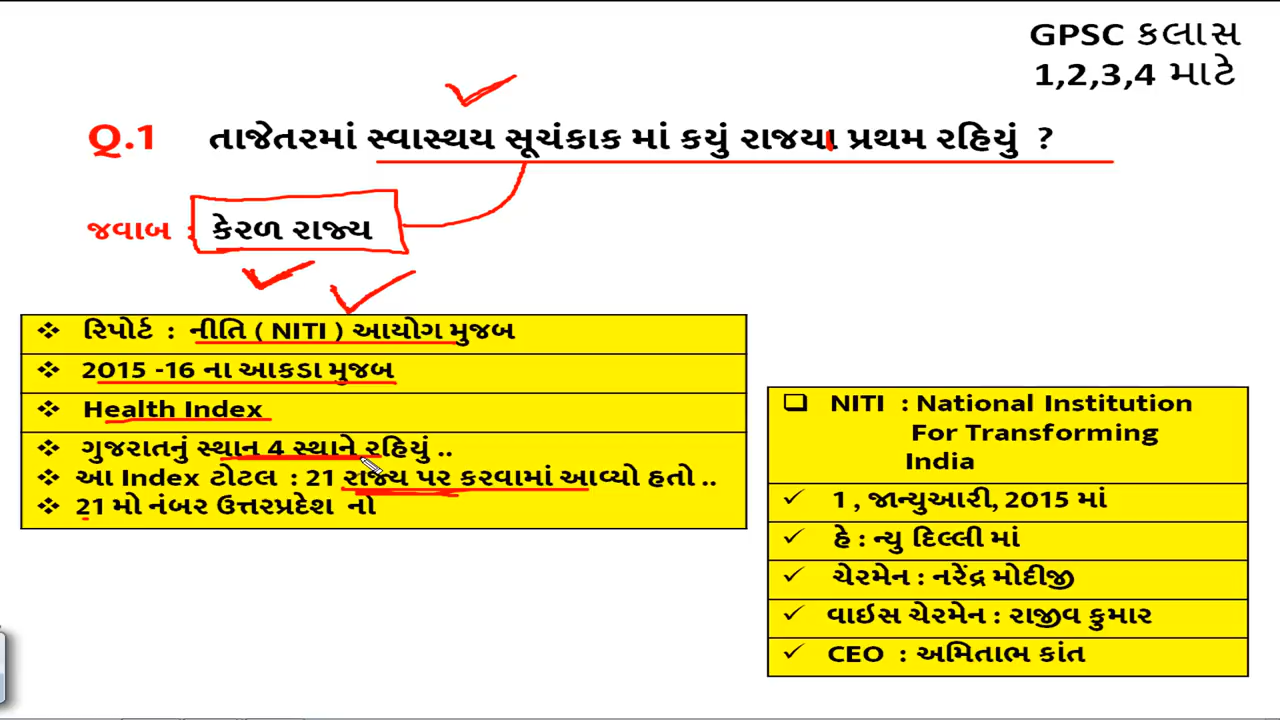 GPSC કલાસ
1,2,3,4 માટે
Q.1 તાજેતરમાં સ્વાસ્થય સૂચંકાક માં કયું રાજયા પ્રથમ રહિયું ?
જવાબ : કેરળ રાજ્ય
❖ રિપોર્ટ : નીતિ ( NITI ) આયોગ મુજબ
❖ 2015 -16 ના આકડા મુજબ
❖ Health Index
❖ ગુજરાતનું સ્થાન 4 સ્થાને રહિયું ..
❖ આ Index ટોટલ : 21 રાજ્ય પર કરવામાં આવ્યો હતો ..
❖ 21 મો નંબર ઉત્તરપ્રદેશ નો
❑ NITI : National Institution
For Transforming
India
✓ 1 , જાન્યુઆરી, 2015 માં
✓ હે : ન્યુ દિલ્લી માં
✓ ચેરમેન : નરેંદ્ર મોદીજી
✓ વાઇસ ચેરમેન : રાજીવ કુમાર
✓ CEO : અમિતાભ કાંત